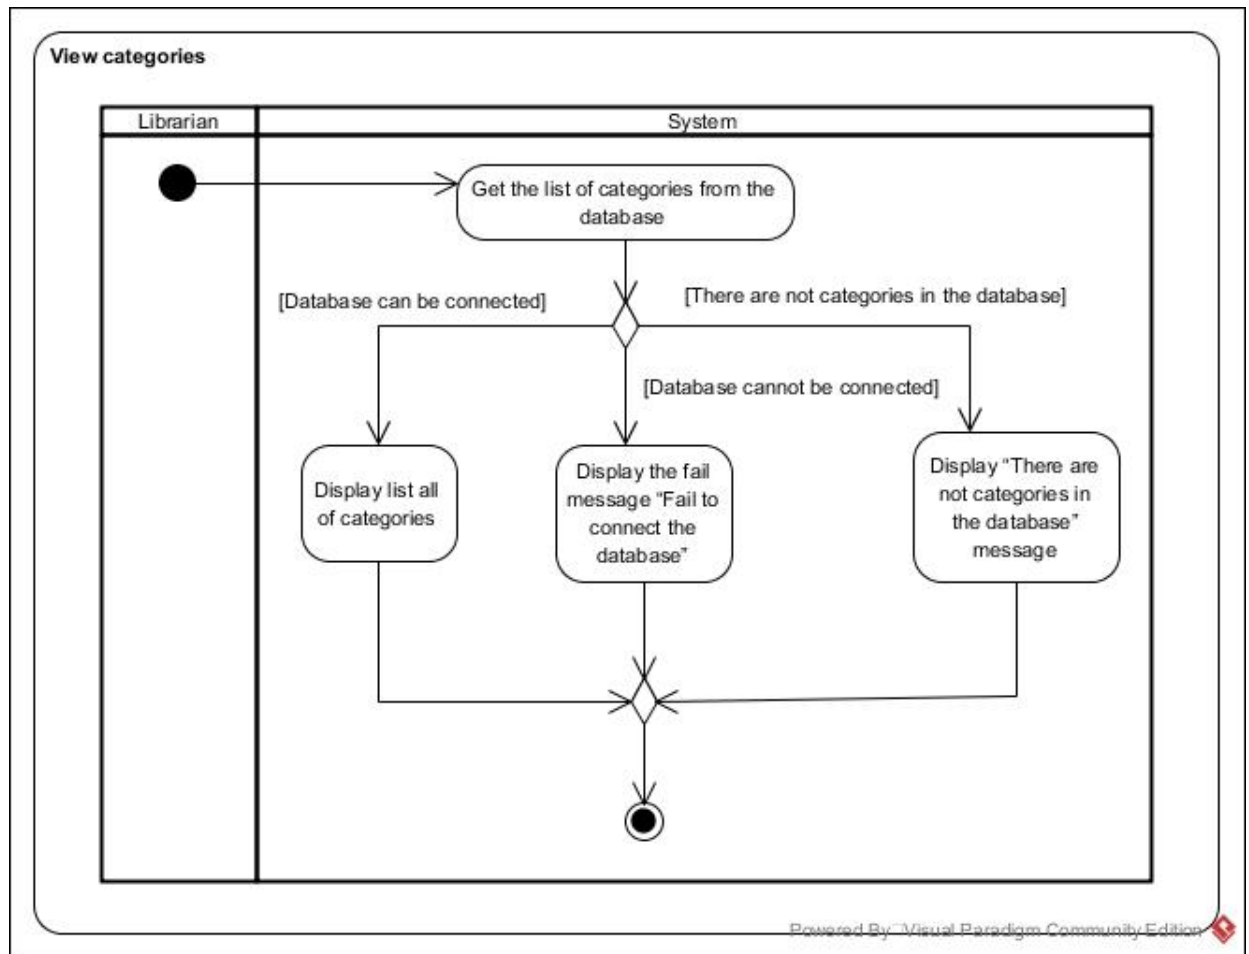 View categories
Librarian
System
Get the list of categories from the
database
[Database can be connected]
[There are not categories in the database]
[Database cannot be connected]
Display list all
of categories
Display the fail
message “Fail to
connect the
database”
Display “There are
not categories in
the database”
message
Powered By Visual Paradigm Community Edition